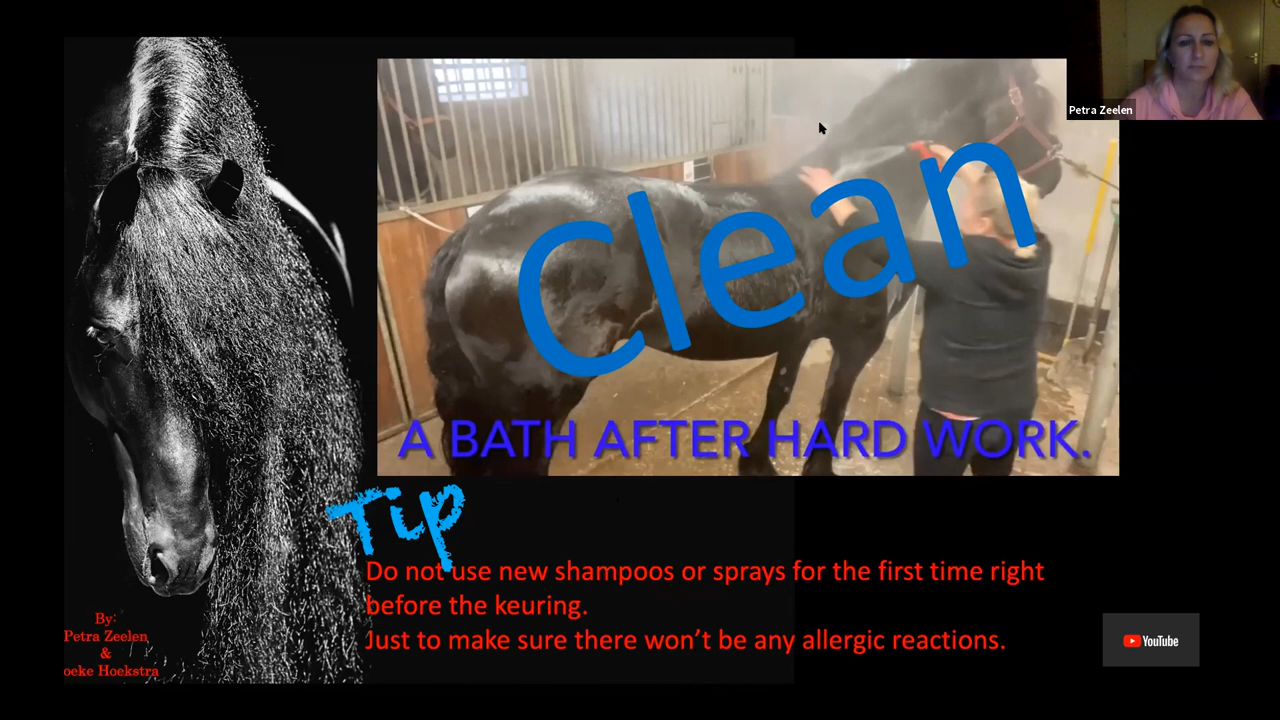 Petra Zeelen
Clean
A BATH AFTER HARD WORK.
Tip
Do not use new shampoos or sprays for the first time right
before the keuring.
Just to make sure there won't be any allergic reactions.
By:
Petra Zeelen
&
oeke Hoekstra
YouTube